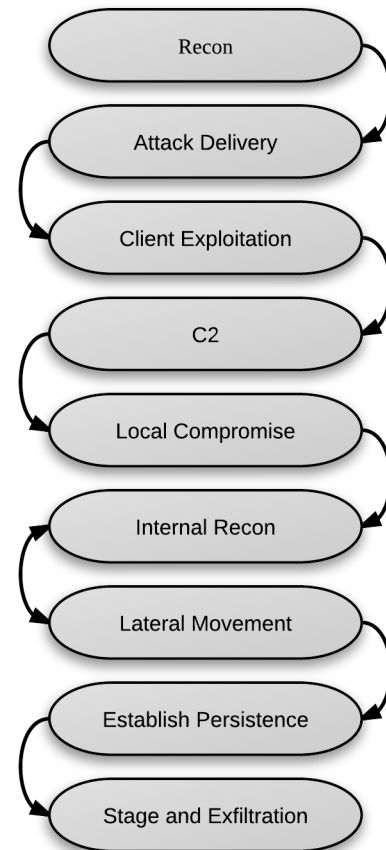 Recon
Attack Delivery
Client Exploitation
C2
Local Compromise
Internal Recon
Lateral Movement
Establish Persistence
Stage and Exfiltration